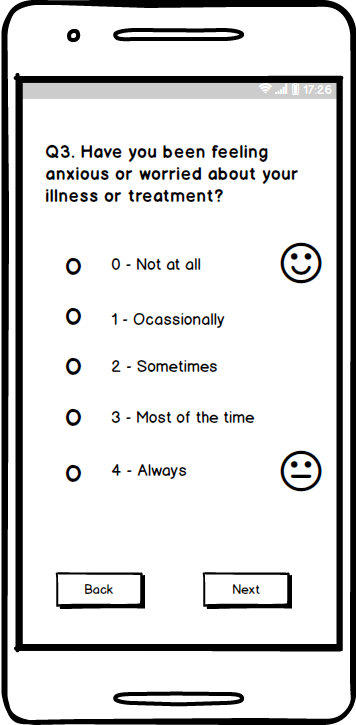 17:26
Q3. Have you been feeling
anxious or worried about your
illness or treatment?
0 - Not at all
1 - Ocassionally
2 - Sometimes
3 - Most of the time
4 - Always
Back
Next